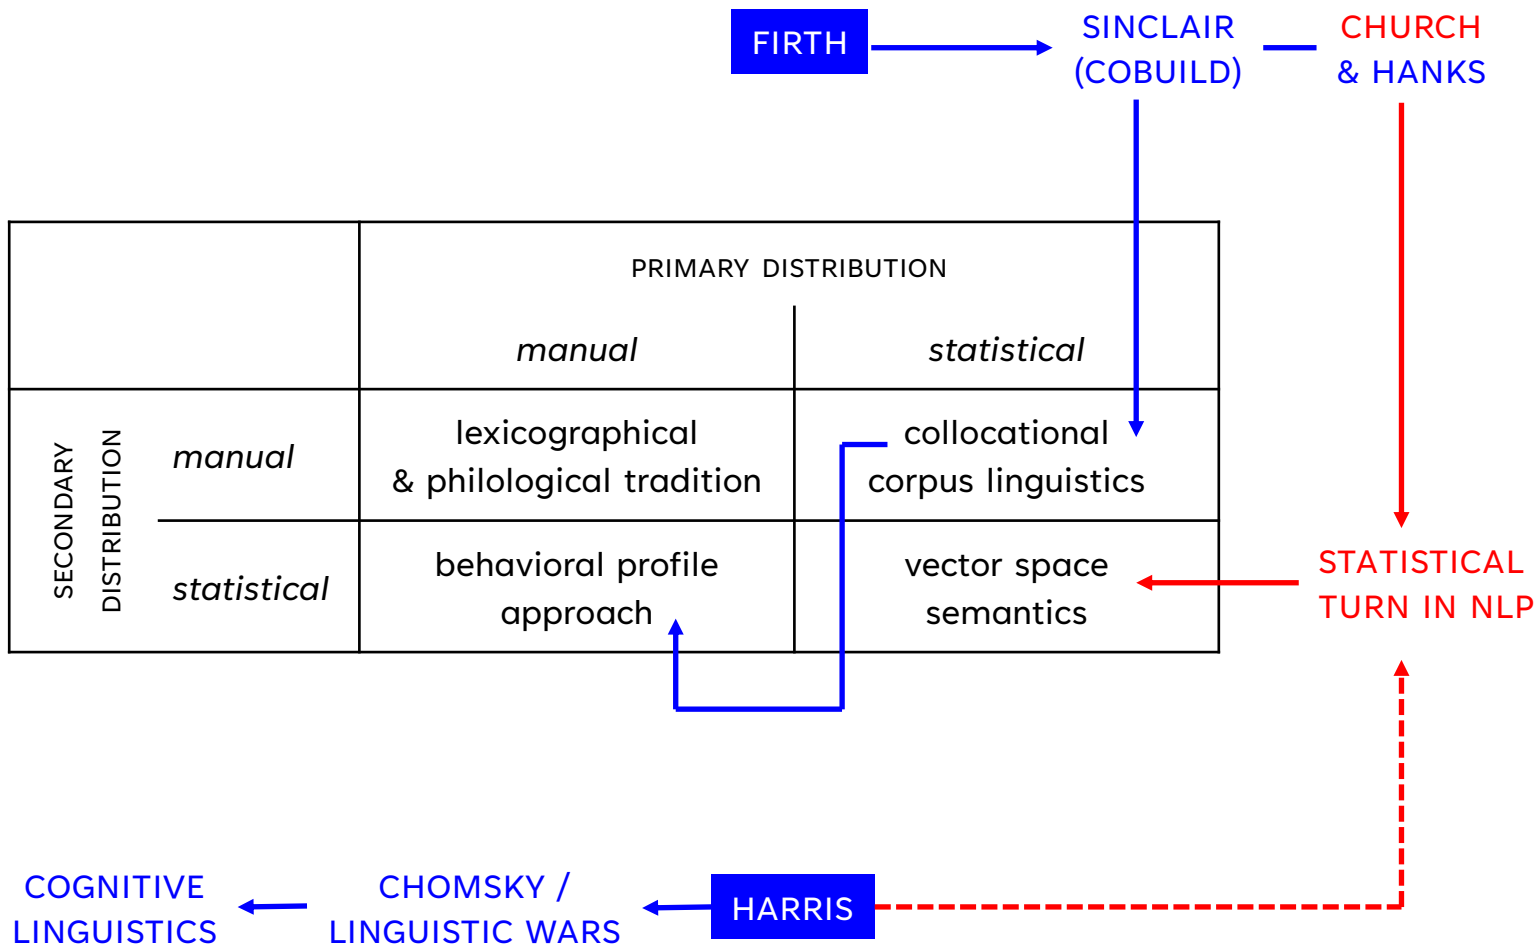 FIRTH
SINCLAIR
(COBUILD)
CHURCH
& HANKS
PRIMARY DISTRIBUTION
manual
statistical
SECONDARY
DISTRIBUTION
manual
lexicographical
& philological tradition
collocational
corpus linguistics
statistical
behavioral profile
approach
vector space
semantics
STATISTICAL
TURN IN NLP
COGNITIVE
LINGUISTICS
CHOMSKY /
LINGUISTIC WARS
HARRIS